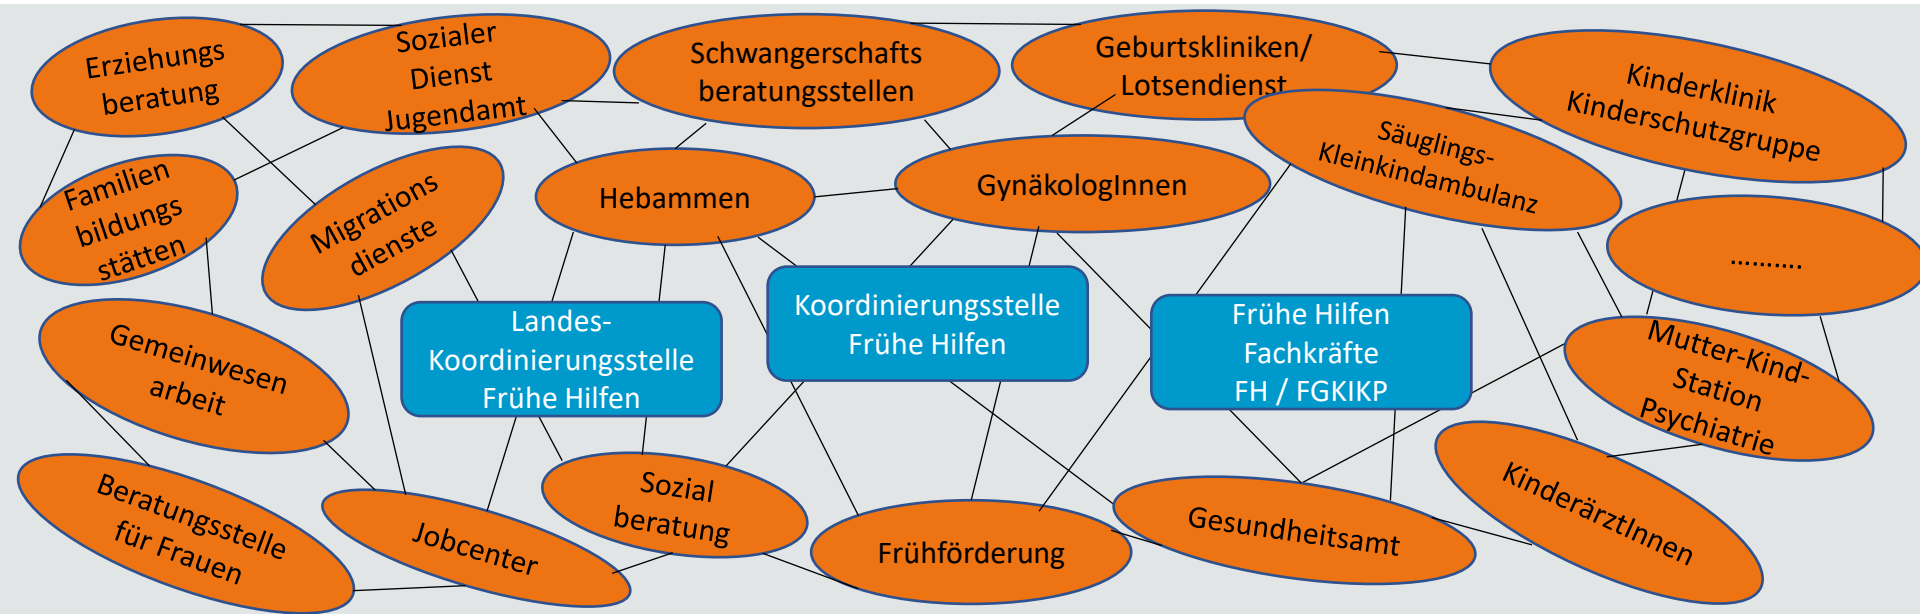 Erziehungs
beratung
Sozialer
Dienst
Jugendamt
Schwangerschafts
beratungsstellen
Geburtskliniken/
Lotsendienst
Kinderklinik
Kinderschutzgruppe
Säuglings-
Kleinkindambulanz
Familien
bildungs
stätten
Migrations
dienste
Hebammen
GynäkologInnen
……….
Landes-
Koordinierungsstelle
Frühe Hilfen
Koordinierungsstelle
Frühe Hilfen
Frühe Hilfen
Fachkräfte
FH / FGKIKP
Gemeinwesen
arbeit
Mutter-Kind-
Station
Psychiatrie
Beratungsstelle
für Frauen
Jobcenter
Sozial
beratung
Frühförderung
Gesundheitsamt
KinderärztInnen